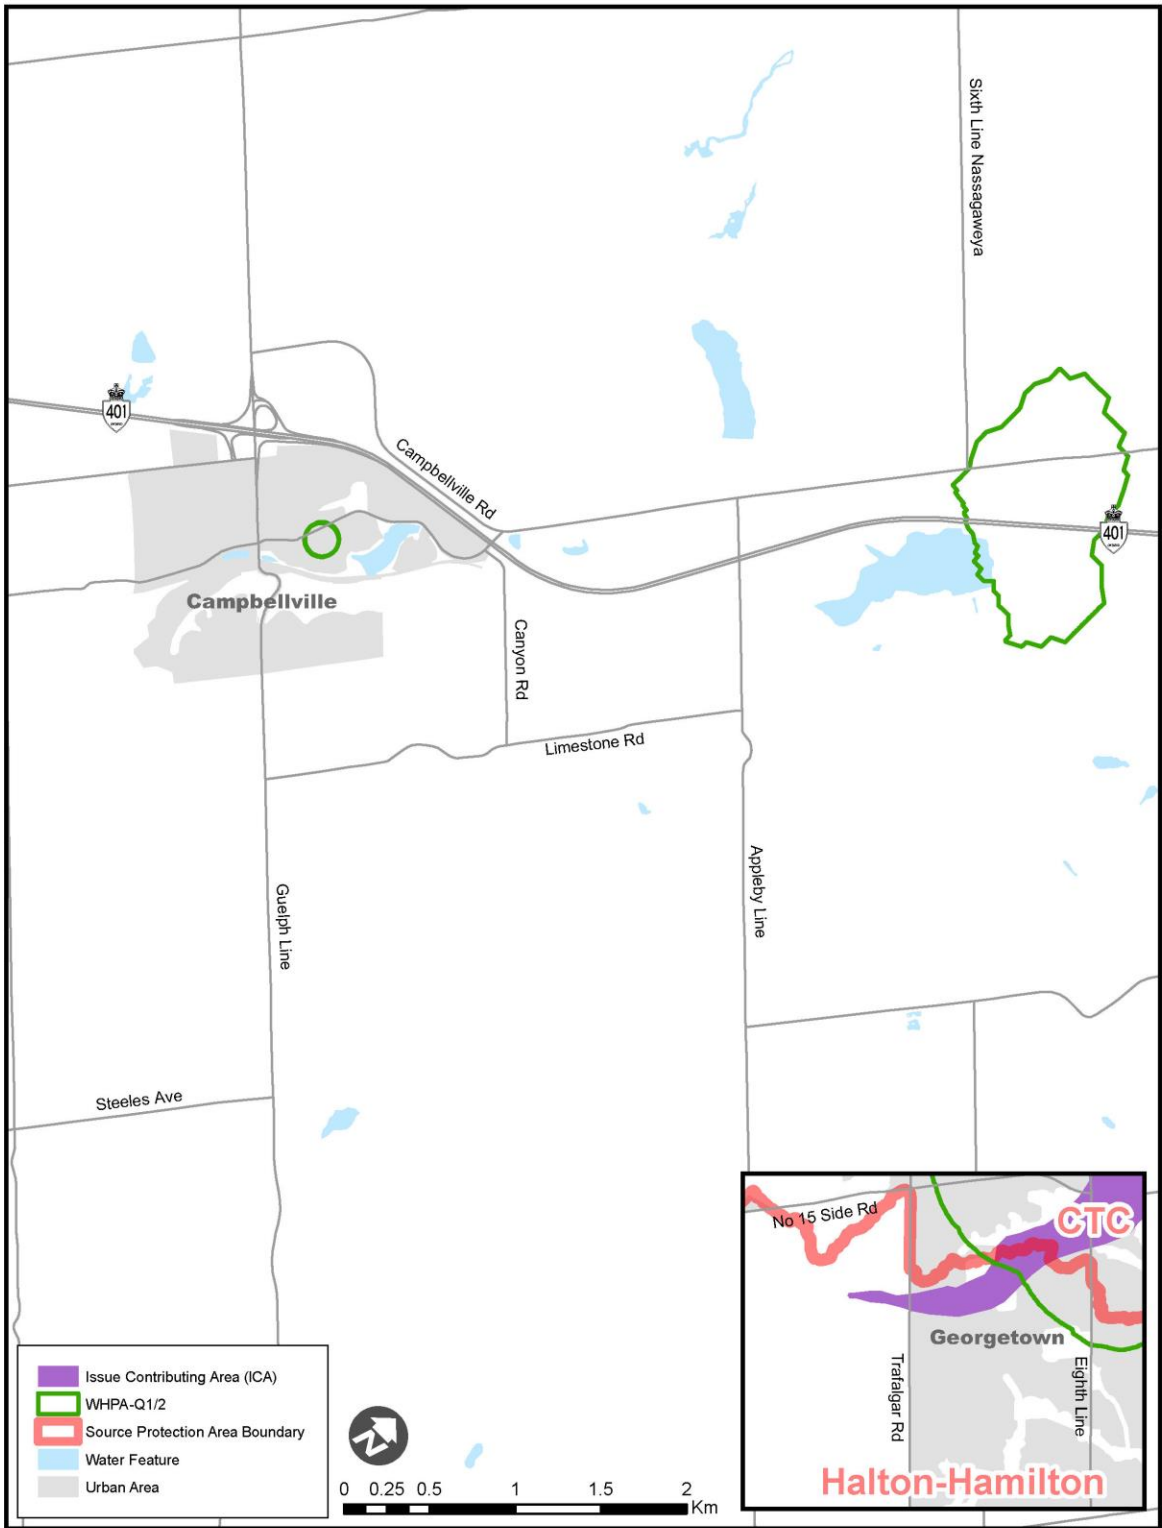 Sixth Line Nassagaweya
401
Campbellville Rd
401
Campbellville
Canyon Rd
Limestone Rd
Appleby Line
Guelph Line
Steeles Ave
No 15 Side Rd
CTC
Georgetown
Trafalgar Rd
Eighth Line
Halton-Hamilton
Issue Contributing Area (ICA)
WHPA-Q1/2
Source Protection Area Boundary
Water Feature
Urban Area
N
0 0.25 0.5 1 1.5 2
Km